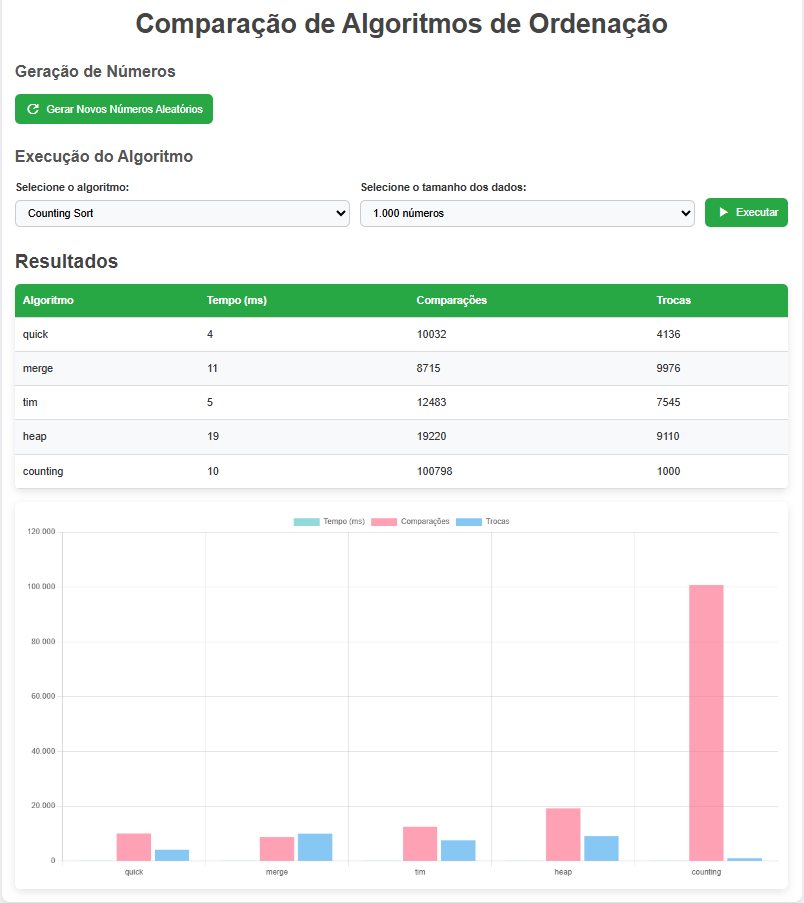 Comparação de Algoritmos de Ordenação
Geração de Números
Gerar Novos Números Aleatórios
Execução do Algoritmo
Selecione o algoritmo: Selecione o tamanho dos dados:
Counting Sort 1.000 números Executar
Resultados
Algoritmo Tempo (ms) Comparações Trocas
quick 4 10032 4136
merge 11 8715 9976
tim 5 12483 7545
heap 19 19220 9110
counting 10 100798 1000
Tempo (ms) Comparações Trocas
120.000
100.000
80.000
60.000
40.000
20.000
0
quick merge tim heap counting